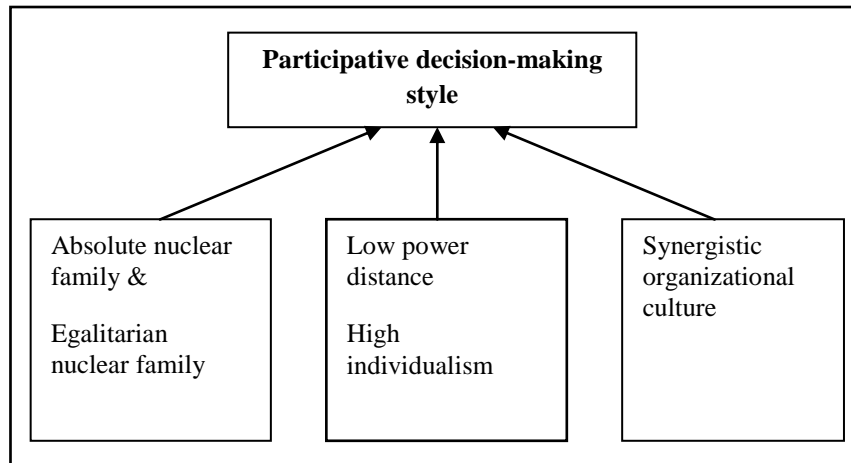 Participative decision-making
style
Absolute nuclear
family &
Egalitarian
nuclear family
Low power
distance
High
individualism
Synergistic
organizational
culture